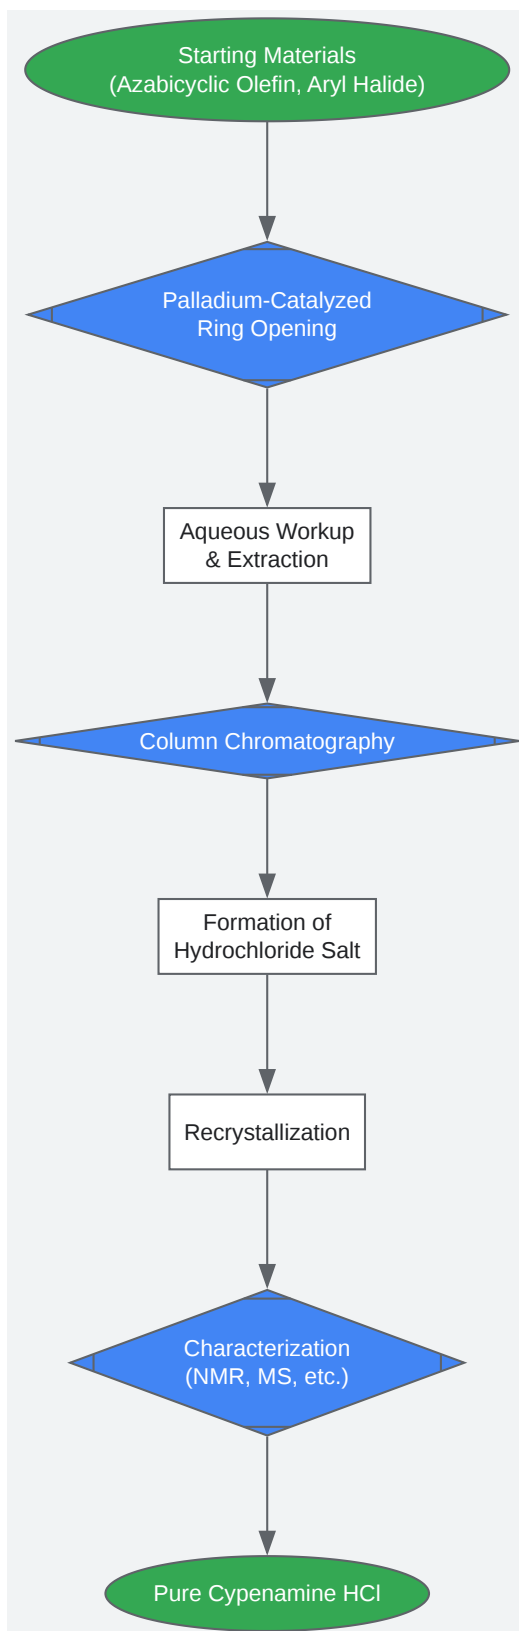 Starting Materials
(Azabicyclic Olefin, Aryl Halide)
Palladium-Catalyzed
Ring Opening
Aqueous Workup
& Extraction
Column Chromatography
Formation of
Hydrochloride Salt
Recrystallization
Characterization
(NMR, MS, etc.)
Pure Cypenamine HCl